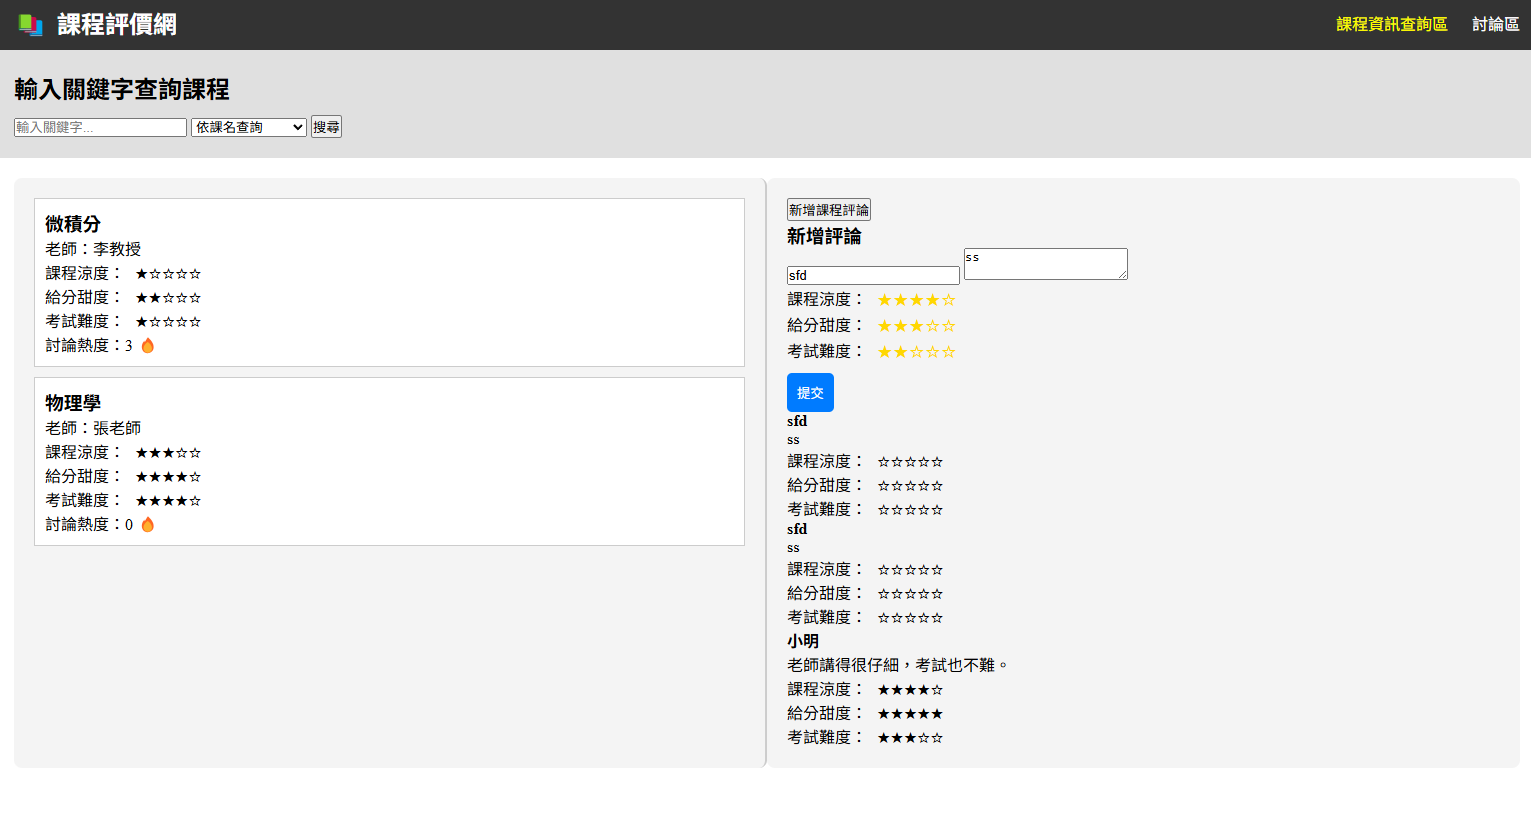 課程評價網
課程資訊查詢區 討論區
輸入關鍵字查詢課程
輸入關鍵字... 依課名查詢 搜尋
微積分
老師：李教授
課程涼度： ★☆☆☆☆
給分甜度： ★★☆☆☆
考試難度： ★☆☆☆☆
討論熱度：3 🔥
物理學
老師：張老師
課程涼度： ★★★☆☆
給分甜度： ★★★★☆
考試難度： ★★★★☆
討論熱度：0 🔥
新增課程評論
新增評論
sfd ss
課程涼度： ★★★★☆
給分甜度： ★★★☆☆
考試難度： ★★☆☆☆
提交
sfd
ss
課程涼度： ☆☆☆☆☆
給分甜度： ☆☆☆☆☆
考試難度： ☆☆☆☆☆
sfd
ss
課程涼度： ☆☆☆☆☆
給分甜度： ☆☆☆☆☆
考試難度： ☆☆☆☆☆
小明
老師講得很仔細，考試也不難。
課程涼度： ★★★★☆
給分甜度： ★★★★★
考試難度： ★★★☆☆